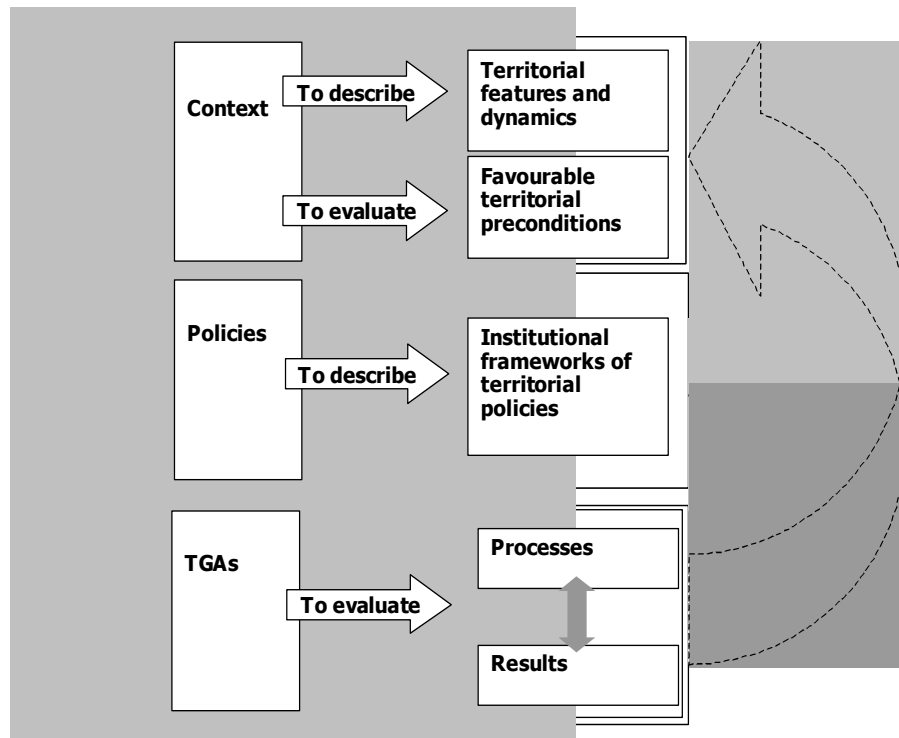 Context
To describe
Territorial
features and
dynamics
To evaluate
Favourable
territorial
preconditions
Policies
To describe
Institutional
frameworks of
territorial
policies
TGAs
To evaluate
Processes
Results